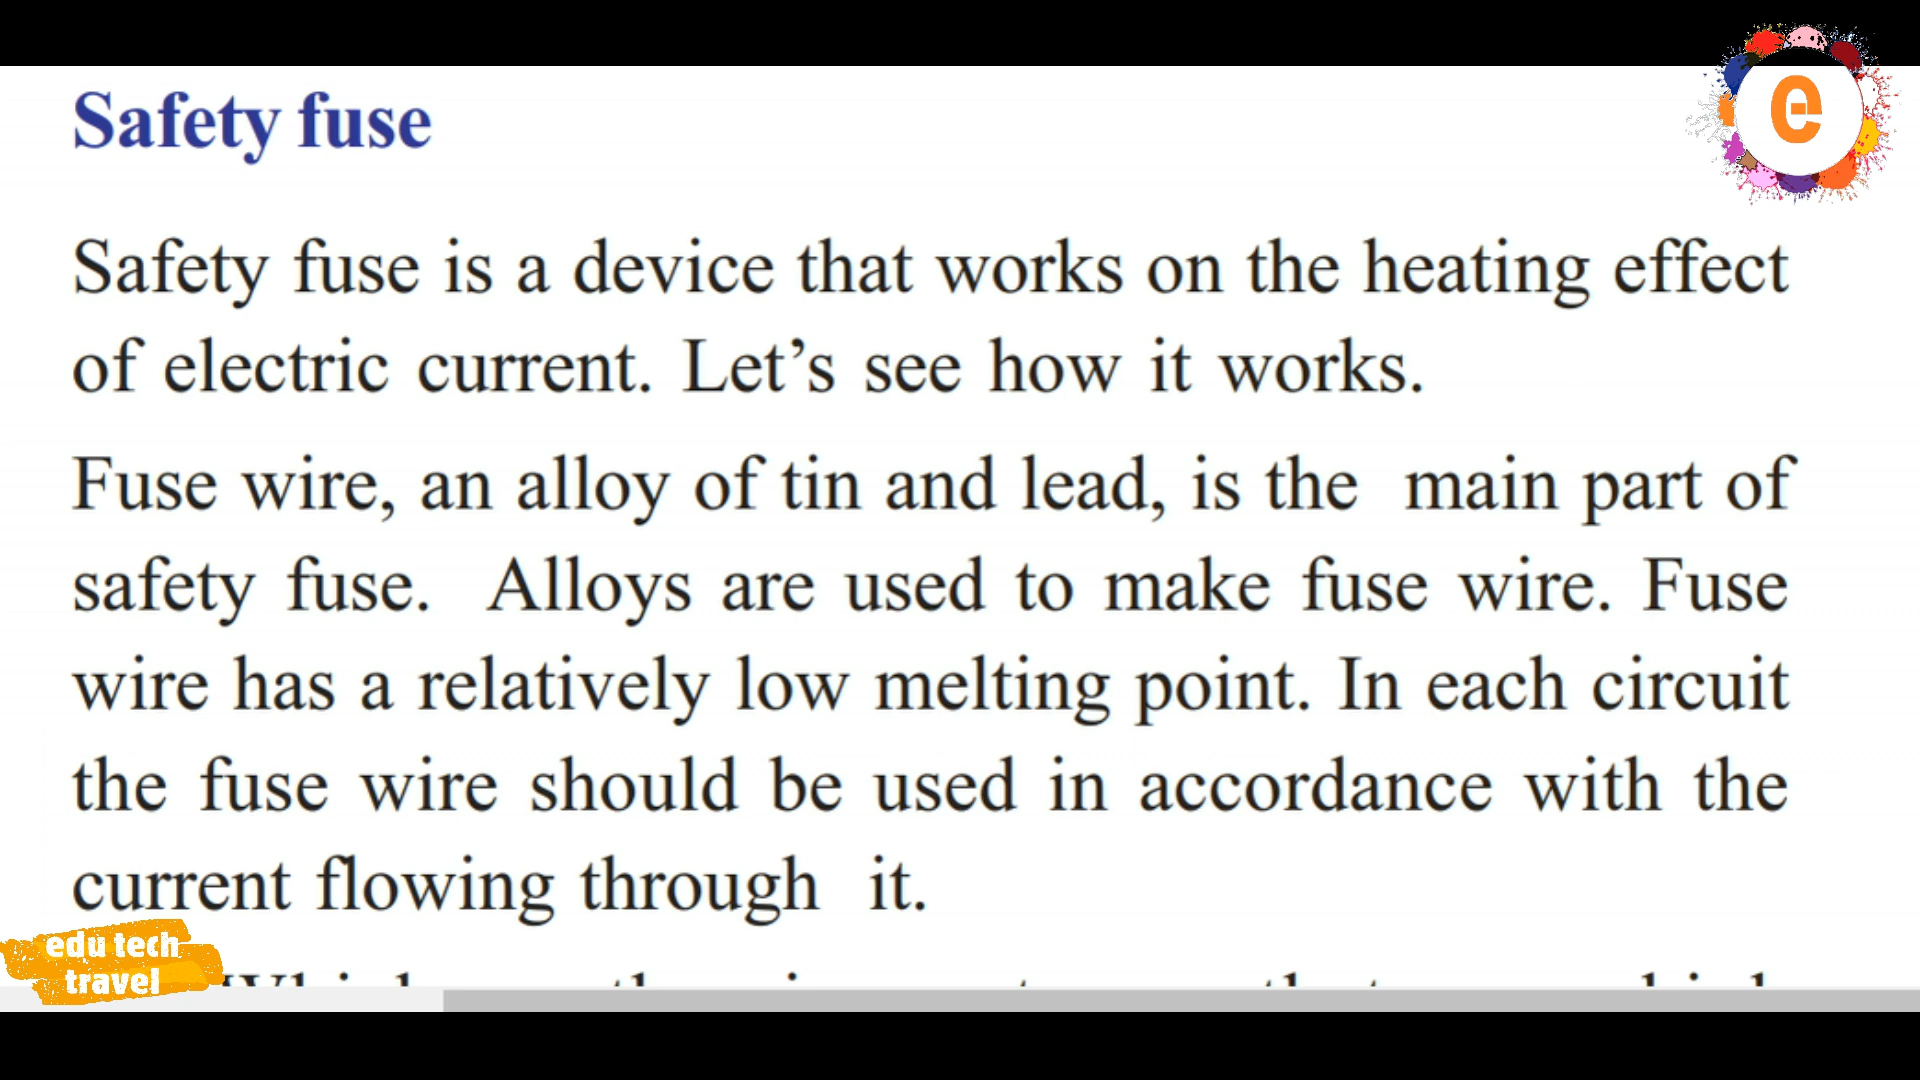 Safety fuse
e
Safety fuse is a device that works on the heating effect
of electric current. Let’s see how it works.
Fuse wire, an alloy of tin and lead, is the main part of
safety fuse. Alloys are used to make fuse wire. Fuse
wire has a relatively low melting point. In each circuit
the fuse wire should be used in accordance with the
current flowing through it.
edu tech
travel